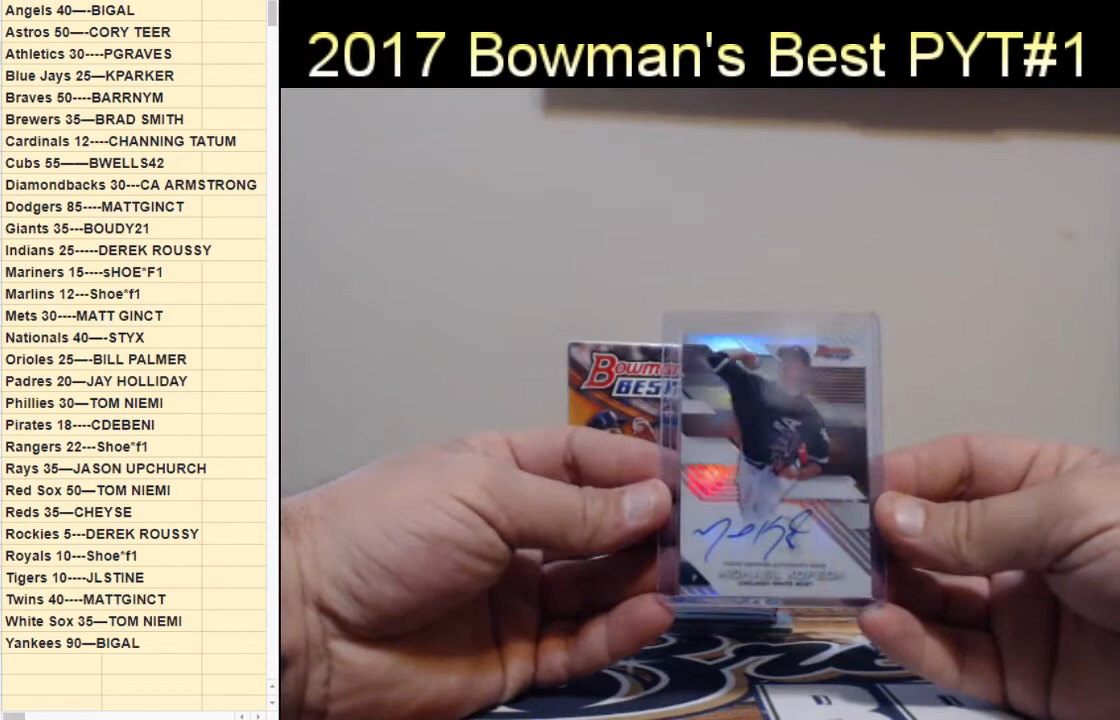 Angels 40—-BIGAL
Astros 50—-CORY TEER
Athletics 30----PGRAVES
Blue Jays 25—KPARKER
Braves 50----BARRNYM
Brewers 35—BRAD SMITH
Cardinals 12----CHANNING TATUM
Cubs 55——BWELLS42
Diamondbacks 30---CA ARMSTRONG
Dodgers 85----MATTGINCT
Giants 35---BOUDY21
Indians 25-----DEREK ROUSSY
Mariners 15----sHOE*F1
Marlins 12---Shoe*f1
Mets 30----MATT GINCT
Nationals 40—-STYX
Orioles 25—-BILL PALMER
Padres 20—JAY HOLLIDAY
Phillies 30—TOM NIEMI
Pirates 18----CDEBENI
Rangers 22---Shoe*f1
Rays 35—JASON UPCHURCH
Red Sox 50—TOM NIEMI
Reds 35—CHEYSE
Rockies 5---DEREK ROUSSY
Royals 10---Shoe*f1
Tigers 10----JLSTINE
Twins 40----MATTGINCT
White Sox 35—TOM NIEMI
Yankees 90—BIGAL
2017 Bowman's Best PYT#1
Bowman
BEST
MICHAEL KOPECH
CHICAGO WHITE SOX